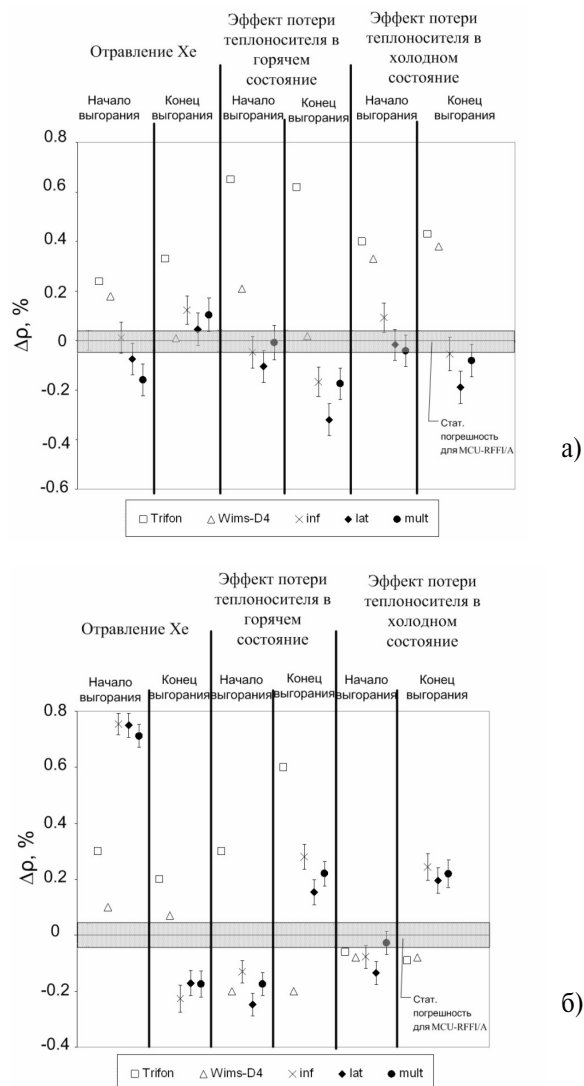 Эффект потери
теплоносителя в
горячем
состояние
Эффект потери
теплоносителя в
холодном
состояние
Отравление Xe
Начало
выгорания
Конец
выгорания
Начало
выгорания
Конец
выгорания
Начало
выгорания
Конец
выгорания
Δρ, %
0.8
0.6
0.4
0.2
0
-0.2
-0.4
-0.6
Стат.
погрешность
для MCU-RFFI/A
а)
Trifon Wims-D4 inf lat mult
Эффект потери
теплоносителя в
горячем
состояние
Эффект потери
теплоносителя в
холодном
состояние
Отравление Xe
Начало
выгорания
Конец
выгорания
Начало
выгорания
Конец
выгорания
Начало
выгорания
Конец
выгорания
Δρ, %
0.8
0.6
0.4
0.2
0
-0.2
-0.4
Стат.
погрешность
для MCU-RFFI/A
б)
Trifon Wims-D4 inf lat mult